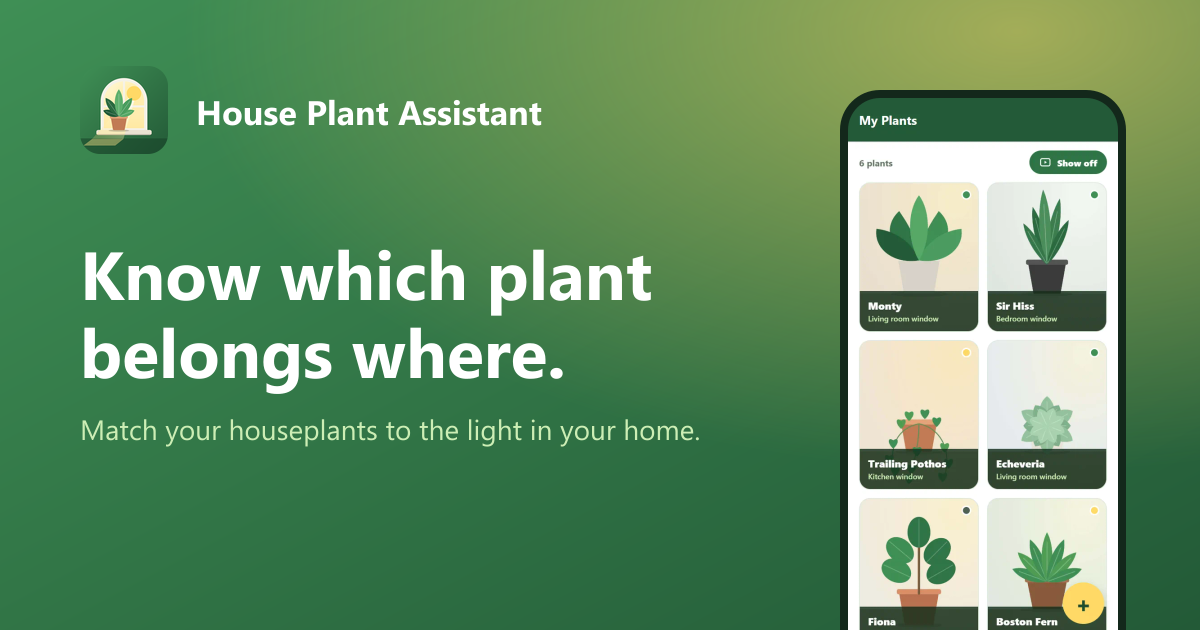 House Plant Assistant
Know which plant
belongs where.
Match your houseplants to the light in your home.
My Plants
6 plants
Show off
Monty
Living room window
Sir Hiss
Bedroom window
Trailing Pothos
Kitchen window
Echeveria
Living room window
Fiona
Boston Fern
+